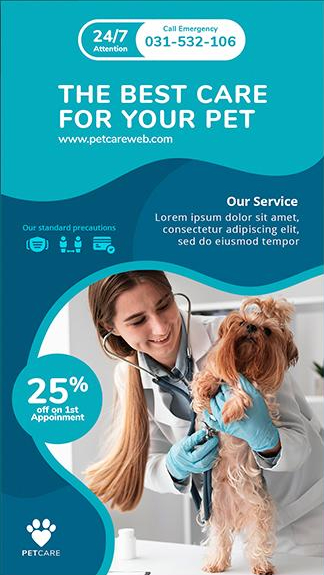 24/7
Attention
Call Emergency
031-532-106
THE BEST CARE
FOR YOUR PET
www.petcareweb.com
Our Service
Lorem ipsum dolor sit amet,
consectetur adipiscing elit,
sed do eiusmod tempor
Our standard precautions
25%
off on 1st
Appoinment
PETCARE